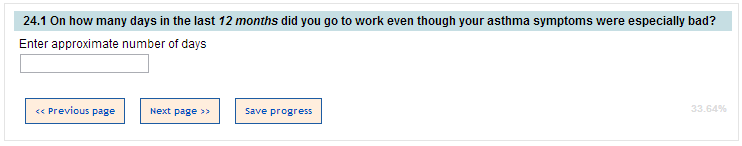 24.1 On how many days in the last 12 months did you go to work even though your asthma symptoms were especially bad?
Enter approximate number of days
<< Previous page Next page >> Save progress 33.64%